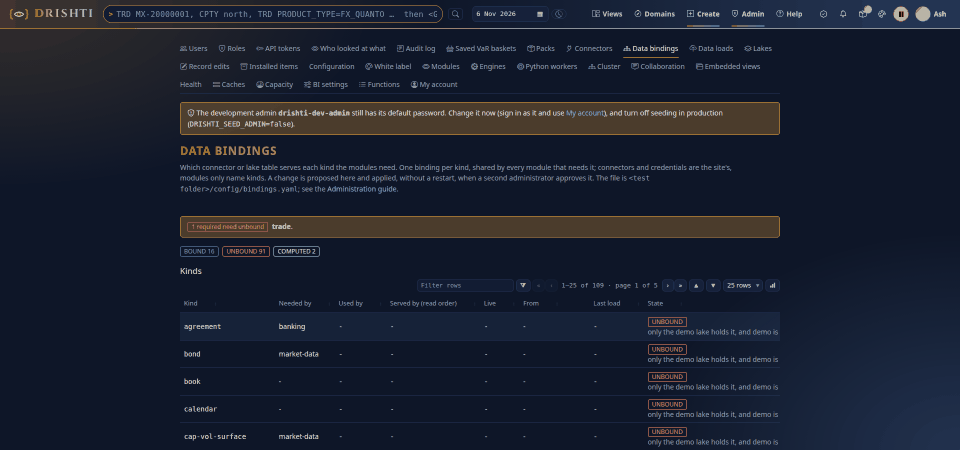 DRISHTI
> TRD MX-20000001, CPTY north, TRD PRODUCT_TYPE=FX_QUANTO … then <G
6 Nov 2026
Views Domains Create Admin Help Ash
Users Roles API tokens Who looked at what Audit log Saved VaR baskets Packs Connectors Data bindings Data loads Lakes
Record edits Installed items Configuration White label Modules Engines Python workers Cluster Collaboration Embedded views
Health Caches Capacity BI settings Functions My account
The development admin drishti-dev-admin still has its default password. Change it now (sign in as it and use My account), and turn off seeding in production
(DRISHTI_SEED_ADMIN=false).
DATA BINDINGS
Which connector or lake table serves each kind the modules need. One binding per kind, shared by every module that needs it; connectors and credentials are the site's,
modules only name kinds. A change is proposed here and applied, without a restart, when a second administrator approves it. The file is <test
folder>/config/bindings.yaml; see the Administration guide.
1 required need unbound trade.
BOUND 16 UNBOUND 91 COMPUTED 2
Kinds
Filter rows « ‹ 1–25 of 109 · page 1 of 5 › » ▲ ▼ 25 rows
Kind Needed by Used by Served by (read order) Live From Last load State
agreement banking - - - - - UNBOUND
only the demo lake holds it, and demo is
bond market-data - - - - - UNBOUND
only the demo lake holds it, and demo is
book - - - - - - UNBOUND
only the demo lake holds it, and demo is
calendar - - - - - - UNBOUND
only the demo lake holds it, and demo is
cap-vol-surface market-data - - - - - UNBOUND
only the demo lake holds it, and demo is